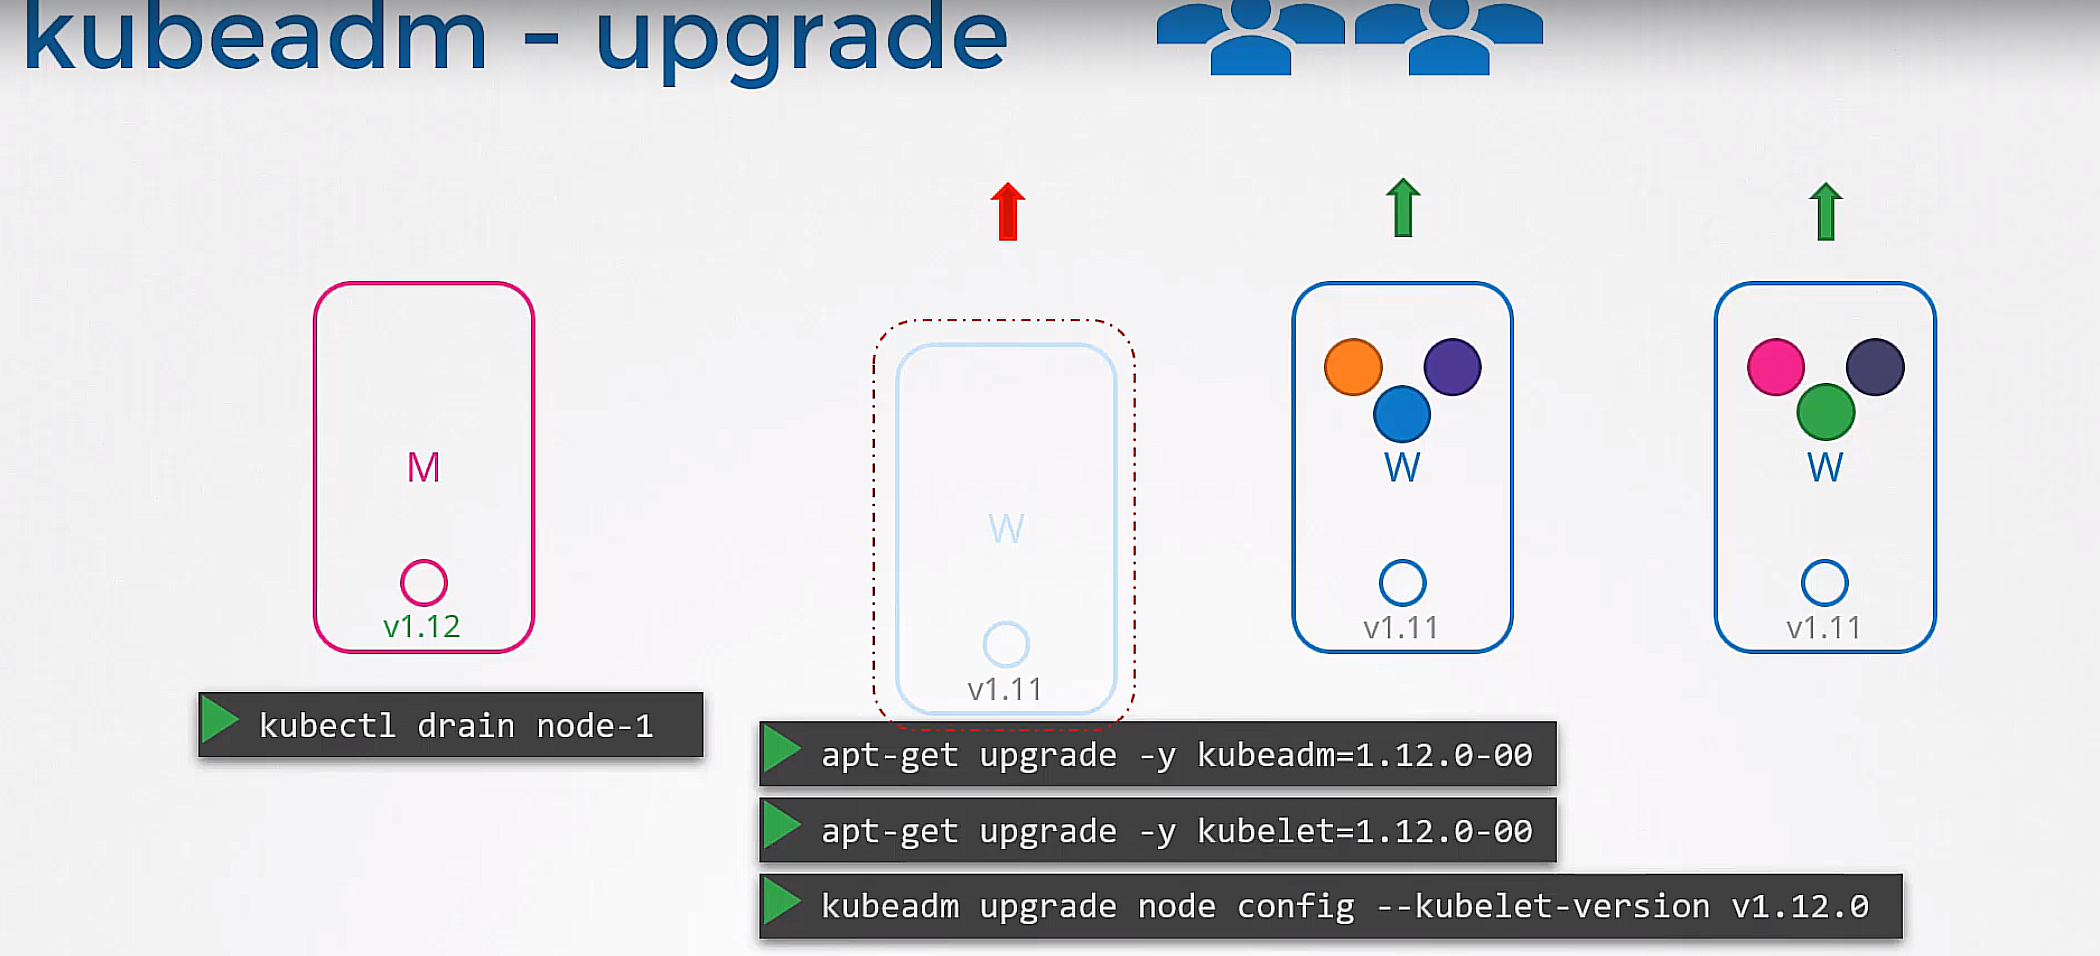 kubeadm - upgrade
M
v1.12
W
v1.11
W
v1.11
W
v1.11
kubectl drain node-1
apt-get upgrade -y kubeadm=1.12.0-00
apt-get upgrade -y kubelet=1.12.0-00
kubeadm upgrade node config --kubelet-version v1.12.0